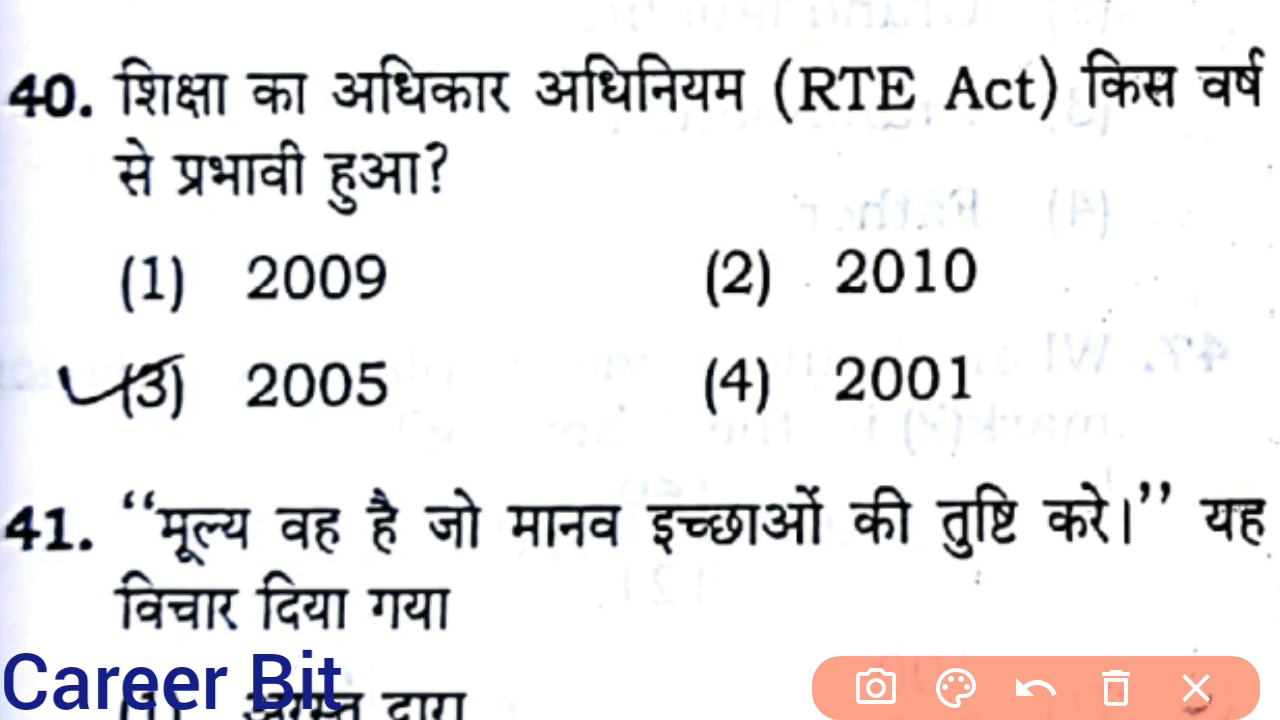 40. शिक्षा का अधिकार अधिनियम (RTE Act) किस वर्ष
से प्रभावी हुआ?
(1) 2009 (2) 2010
(3) 2005 (4) 2001
41. ‘‘मूल्य वह है जो मानव इच्छाओं की तुष्टि करे।’’ यह
विचार दिया गया
Career Bit
द्वारा